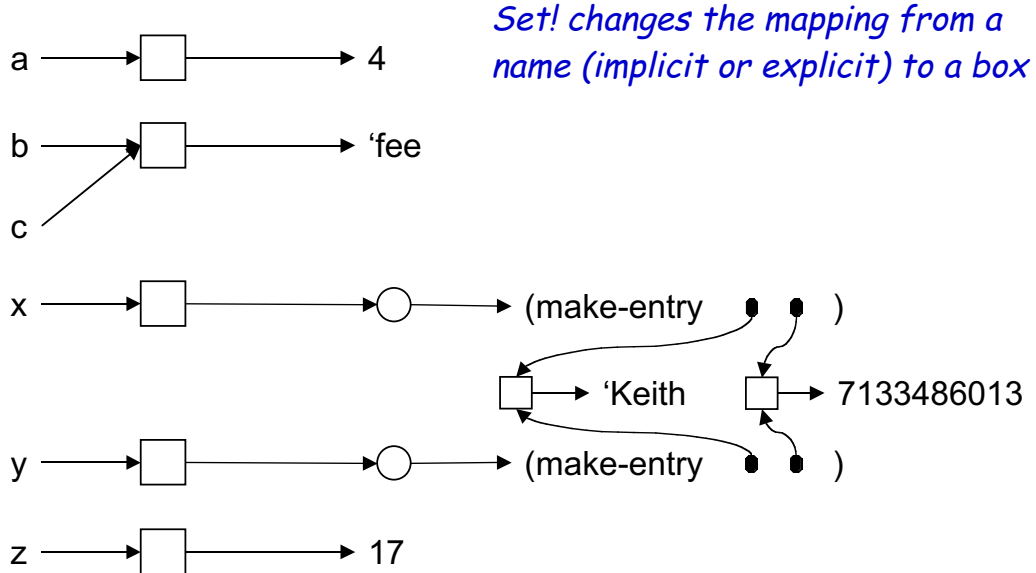 Set! changes the mapping from a
name (implicit or explicit) to a box
a 4
b ‘fee
c
x (make-entry )
‘Keith 7133486013
y (make-entry )
z 17